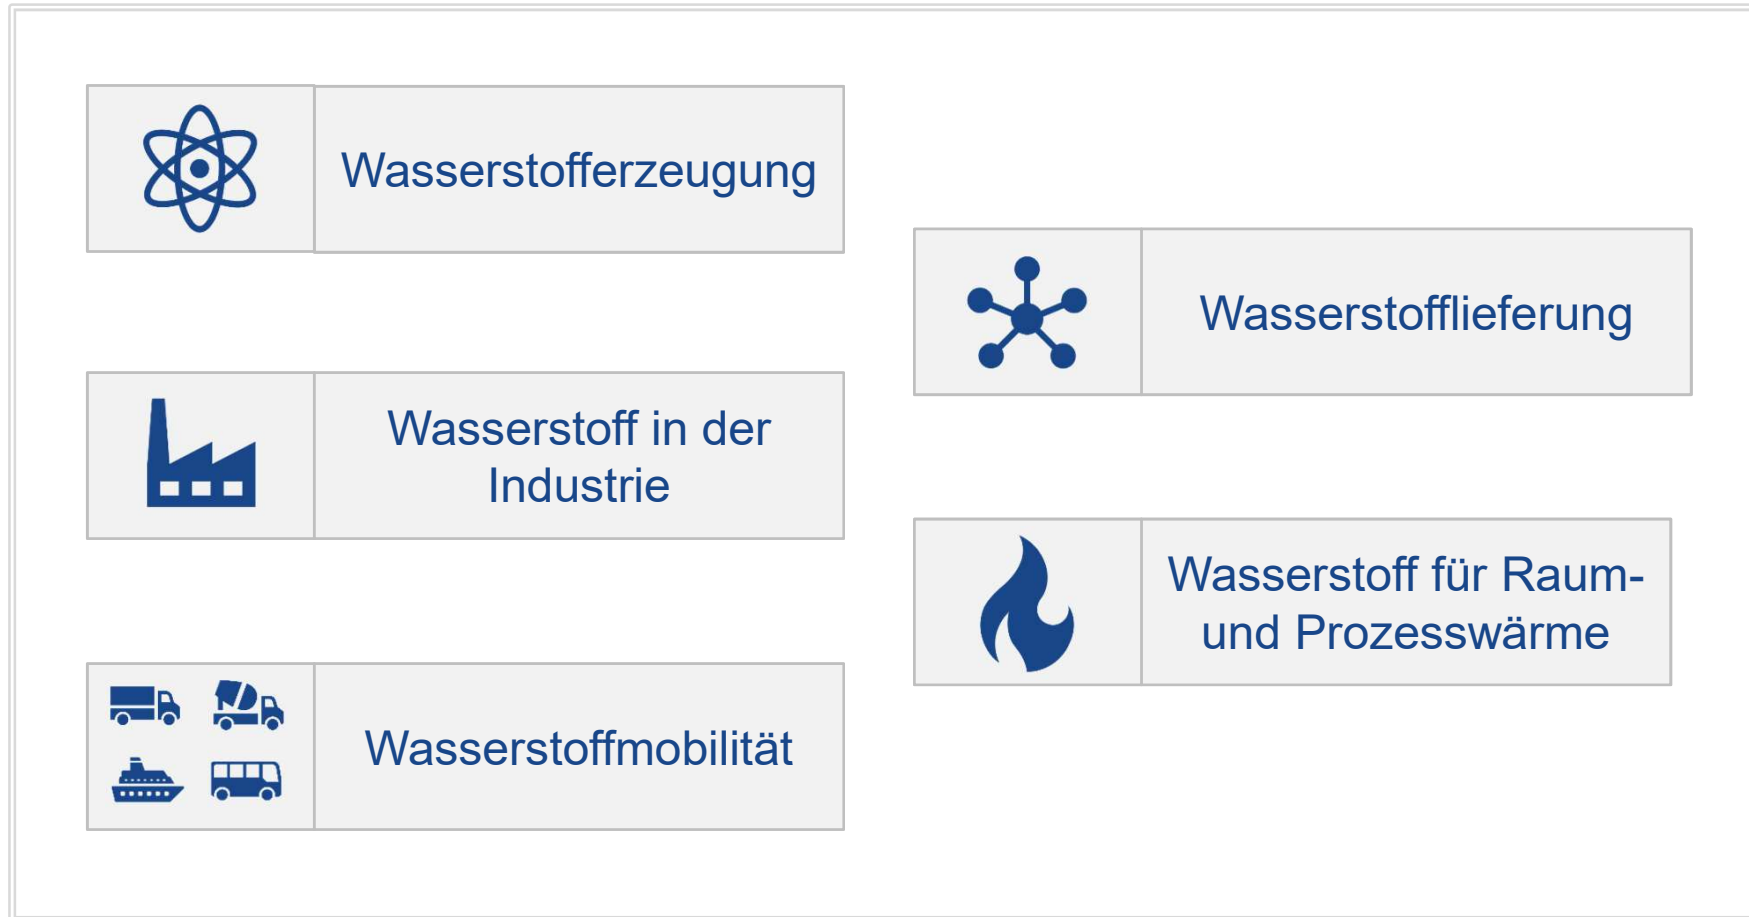 Wasserstofferzeugung
Wasserstofflieferung
Wasserstoff in der
Industrie
Wasserstoff für Raum-
und Prozesswärme
Wasserstoffmobilität